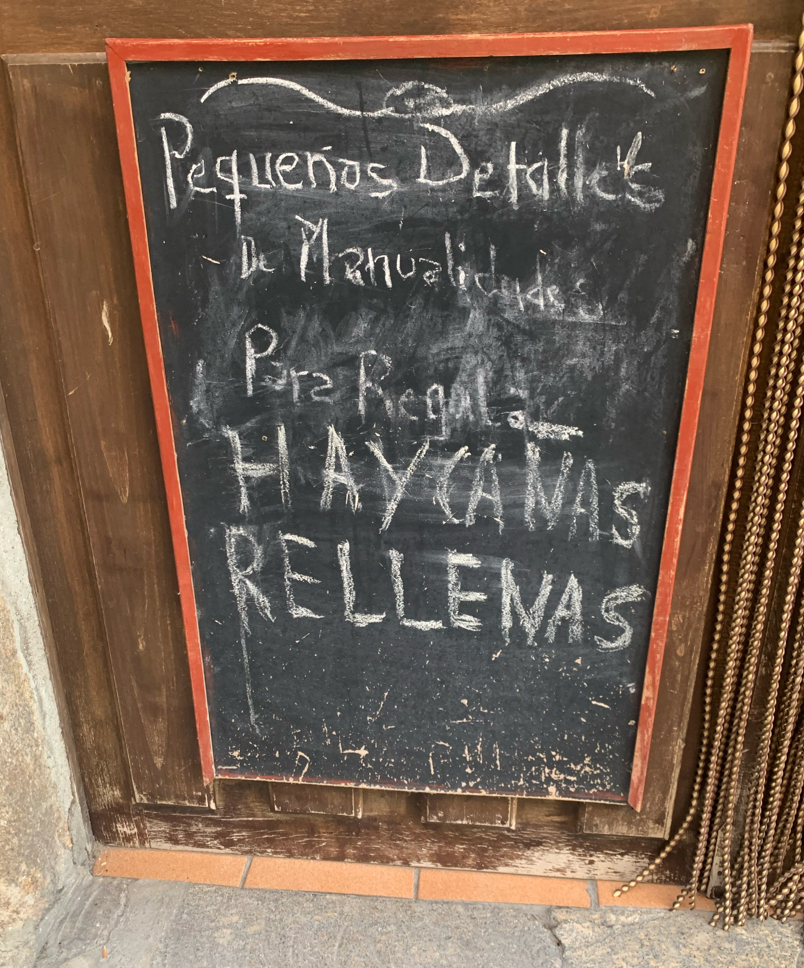 Pequeños Detalles
De Manualidades
Para Regalar
HAY CAÑAS
RELLENAS